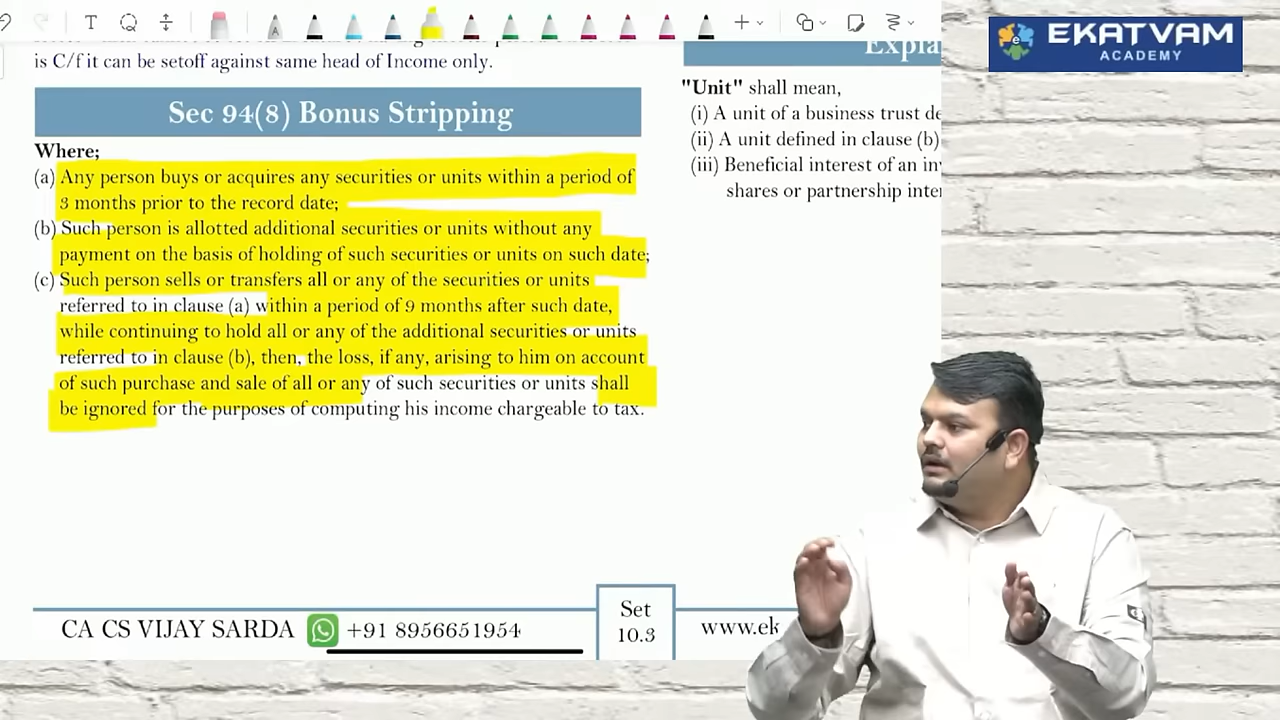 EKATVAM
ACADEMY
is C/f it can be setoff against same head of Income only.
Sec 94(8) Bonus Stripping
Where;
(a) Any person buys or acquires any securities or units within a period of
3 months prior to the record date;
(b) Such person is allotted additional securities or units without any
payment on the basis of holding of such securities or units on such date;
(c) Such person sells or transfers all or any of the securities or units
referred to in clause (a) within a period of 9 months after such date,
while continuing to hold all or any of the additional securities or units
referred to in clause (b), then, the loss, if any, arising to him on account
of such purchase and sale of all or any of such securities or units shall
be ignored for the purposes of computing his income chargeable to tax.
Expla
"Unit" shall mean,
(i) A unit of a business trust de
(ii) A unit defined in clause (b)
(iii) Beneficial interest of an in
shares or partnership inte
CA CS VIJAY SARDA +91 8956651954
Set
10.3
www.ek